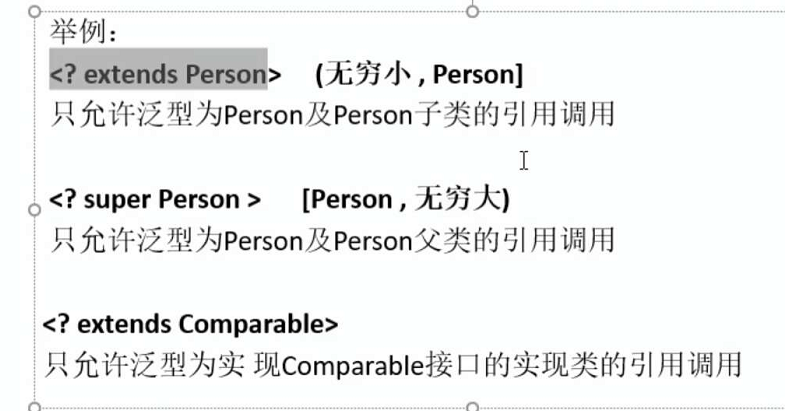 举例：
<? extends Person>     (无穷小 , Person]
只允许泛型为Person及Person子类的引用调用
<? super Person >      [Person , 无穷大)
只允许泛型为Person及Person父类的引用调用
<? extends Comparable>
只允许泛型为实 现Comparable接口的实现类的引用调用